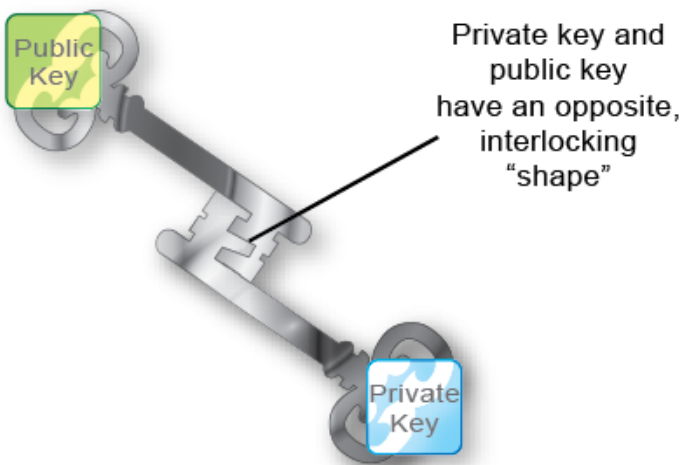 Public
Key
Private key and
public key
have an opposite,
interlocking
“shape”
Private
Key